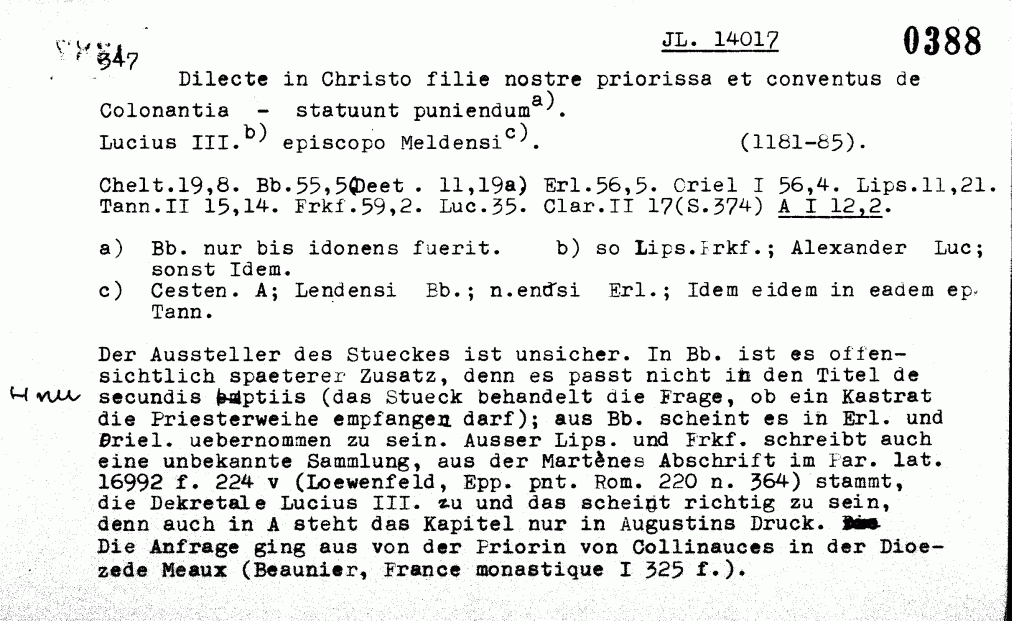 JL. 14017 0388
347
Dilecte in Christo filie nostre priorissa et conventus de
Colonantia - statuunt puniendum a).
Lucius III. b) episcopo Meldensi c). (1181-85).
Chelt.19,8. Bb.55,5(Deet . 11,19a) Erl.56,5. Oriel I 56,4. Lips.11,21.
Tann.II 15,14. Frkf.59,2. Luc.35. Clar.II 17(S.374) A I 12,2.
a) Bb. nur bis idonens fuerit. b) so Lips.Frkf.; Alexander Luc;
sonst Idem.
c) Cesten. A; Lendensi Bb.; n.endsi Erl.; Idem eidem in eadem ep.
Tann.
Der Aussteller des Stueckes ist unsicher. In Bb. ist es offen-
sichtlich spaeterer Zusatz, denn es passt nicht in den Titel de
secundis ptiis (das Stueck behandelt die Frage, ob ein Kastrat
die Priesterweihe empfangen darf); aus Bb. scheint es in Erl. und
Oriel. uebernommen zu sein. Ausser Lips. und Frkf. schreibt auch
eine unbekannte Sammlung, aus der Martènes Abschrift im Par. lat.
16992 f. 224 v (Loewenfeld, Epp. pnt. Rom. 220 n. 364) stammt,
die Dekretale Lucius III. zu und das scheint richtig zu sein,
denn auch in A steht das Kapitel nur in Augustins Druck.
Die Anfrage ging aus von der Priorin von Collinauces in der Dioe-
zede Meaux (Beaunier, France monastique I 325 f.).